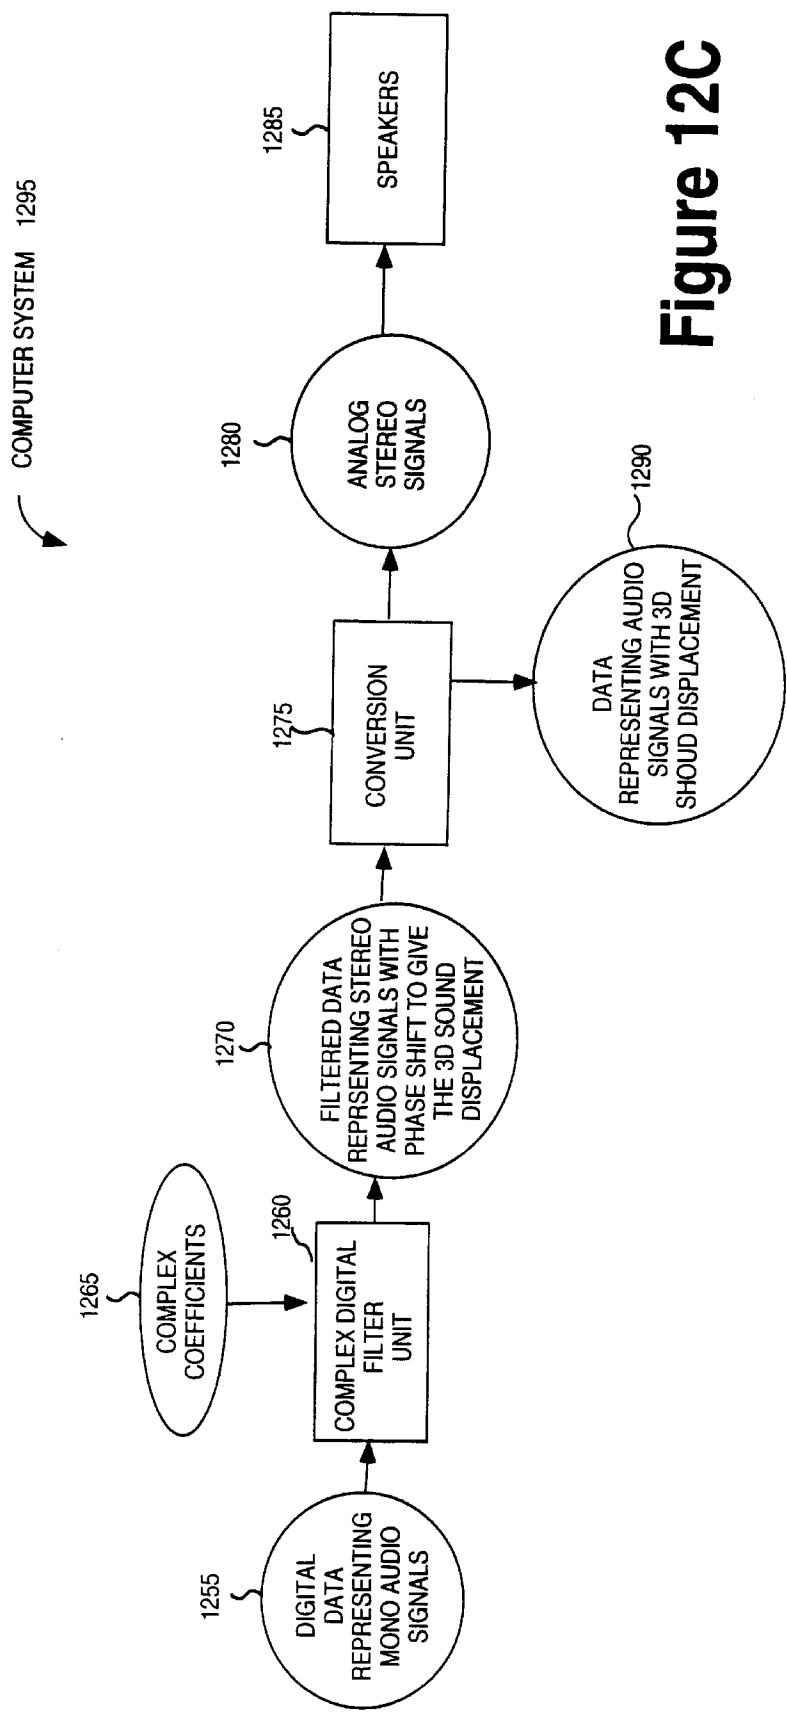 COMPUTER SYSTEM 1295
1255
DIGITAL
DATA
REPRESENTING
MONO AUDIO
SIGNALS
1265
COMPLEX
COEFFICIENTS
1260
COMPLEX DIGITAL
FILTER
UNIT
1270
FILTERED DATA
REPRSENTING STEREO
AUDIO SIGNALS WITH
PHASE SHIFT TO GIVE
THE 3D SOUND
DISPLACEMENT
1275
CONVERSION
UNIT
1280
ANALOG
STEREO
SIGNALS
1285
SPEAKERS
1290
DATA
REPRESENTING AUDIO
SIGNALS WITH 3D
SHOUD DISPLACEMENT
Figure 12C